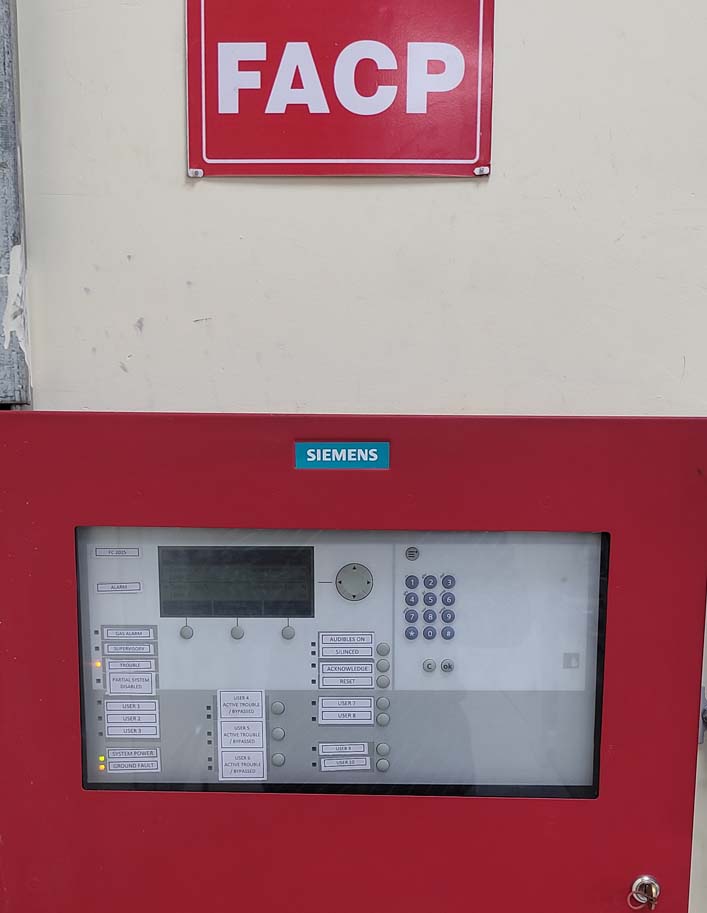 FACP
SIEMENS
FC 2025
ALARM
GAS ALARM
SUPERVISORY
TROUBLE
PARTIAL SYSTEM
DISABLED
USER 1
USER 2
USER 3
SYSTEM POWER
GROUND FAULT
USER 4
ACTIVE TROUBLE
/ BYPASSED
USER 5
ACTIVE TROUBLE
/ BYPASSED
USER 6
ACTIVE TROUBLE
/ BYPASSED
AUDIBLES ON
SILINCED
ACKNOWLEDGE
RESET
USER 7
USER 8
USER 9
USER 10
1 2 3
4 5 6
7 8 9
* 0 #
C ok